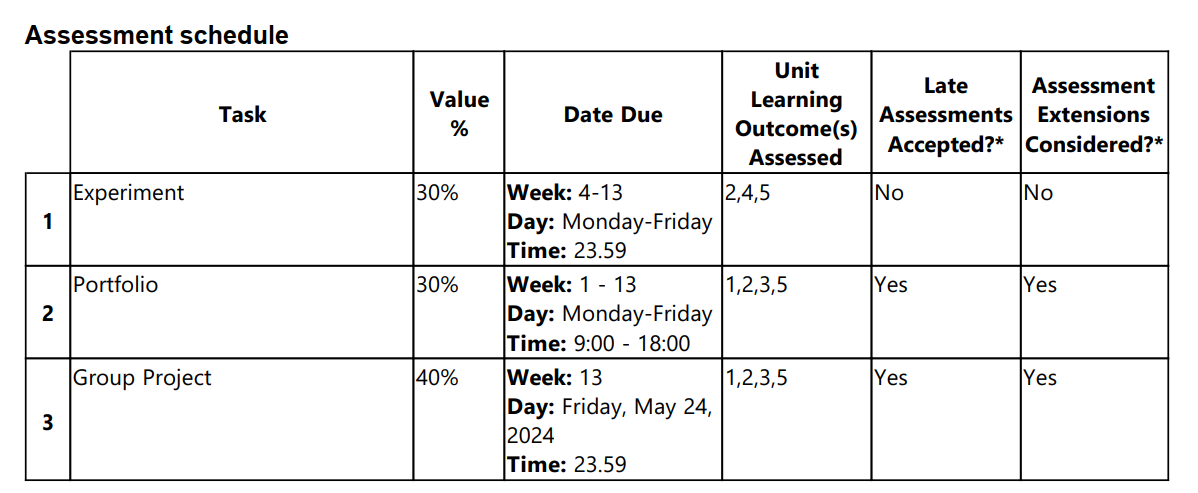 Assessment schedule
Task
Value
%
Date Due
Unit
Learning
Outcome(s)
Assessed
Late
Assessments
Accepted?*
Assessment
Extensions
Considered?*
1
Experiment
30%
Week: 4-13
Day: Monday-Friday
Time: 23.59
2,4,5
No
No
2
Portfolio
30%
Week: 1 - 13
Day: Monday-Friday
Time: 9:00 - 18:00
1,2,3,5
Yes
Yes
3
Group Project
40%
Week: 13
Day: Friday, May 24,
2024
Time: 23.59
1,2,3,5
Yes
Yes